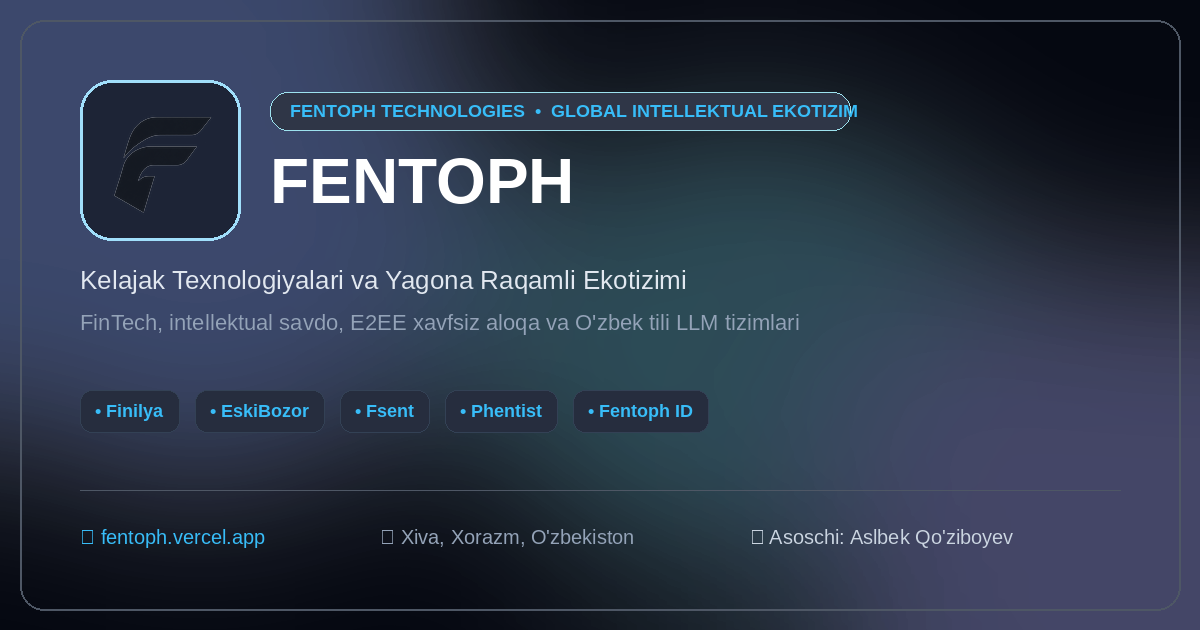 FENTOPH TECHNOLOGIES • GLOBAL INTELLEKTUAL EKOTIZIM
FENTOPH
Kelajak Texnologiyalari va Yagona Raqamli Ekotizimi
FinTech, intellektual savdo, E2EE xavfsiz aloqa va O'zbek tili LLM tizimlari
• Finilya • EskiBozor • Fsent • Phentist • Fentoph ID
fentoph.vercel.app Xiva, Xorazm, O'zbekiston Asoschi: Aslbek Qo'ziboyev